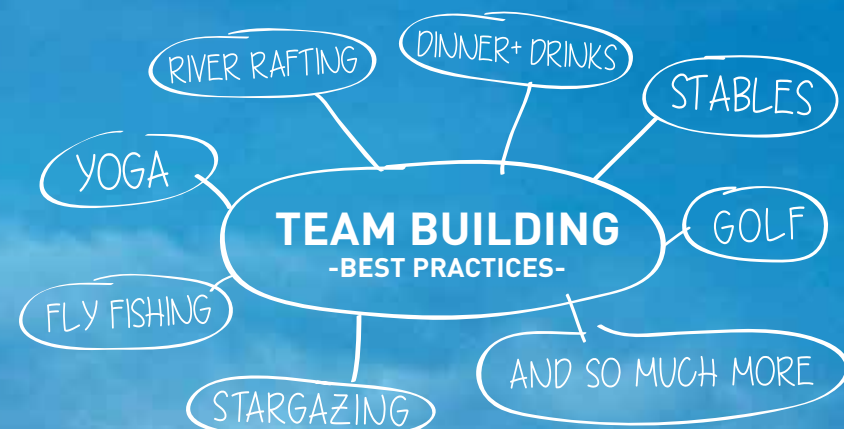 RIVER RAFTING
DINNER+ DRINKS
STABLES
YOGA
TEAM BUILDING
-BEST PRACTICES-
GOLF
FLY FISHING
AND SO MUCH MORE
STARGAZING